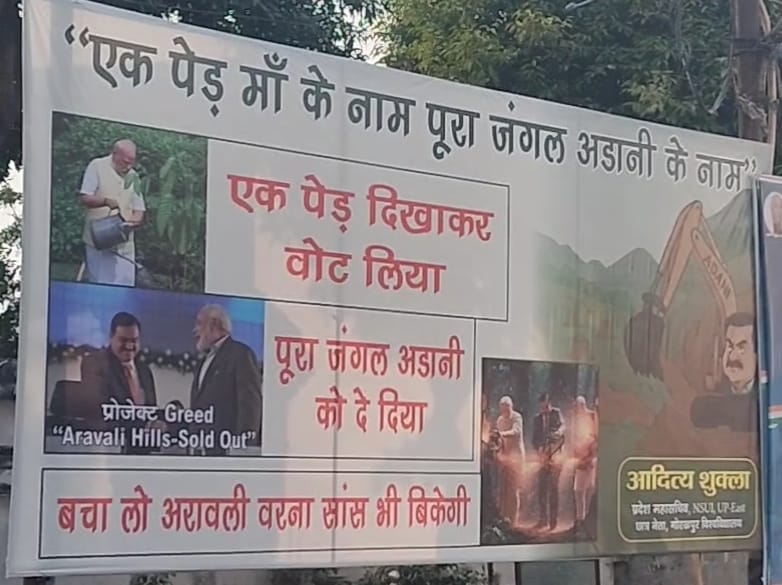 “एक पेड़ माँ के नाम पूरा जंगल अडानी के नाम”
एक पेड़ दिखाकर
वोट लिया
ADANI
पूरा जंगल अडानी
को दे दिया
प्रोजेक्ट Greed
“Aravali Hills-Sold Out”
बचा लो अरावली वरना सांस भी बिकेगी
आदित्य शुक्ला
प्रदेश महासचिव, NSUI, UP-East
छात्र नेता, गोरखपुर विश्वविद्यालय